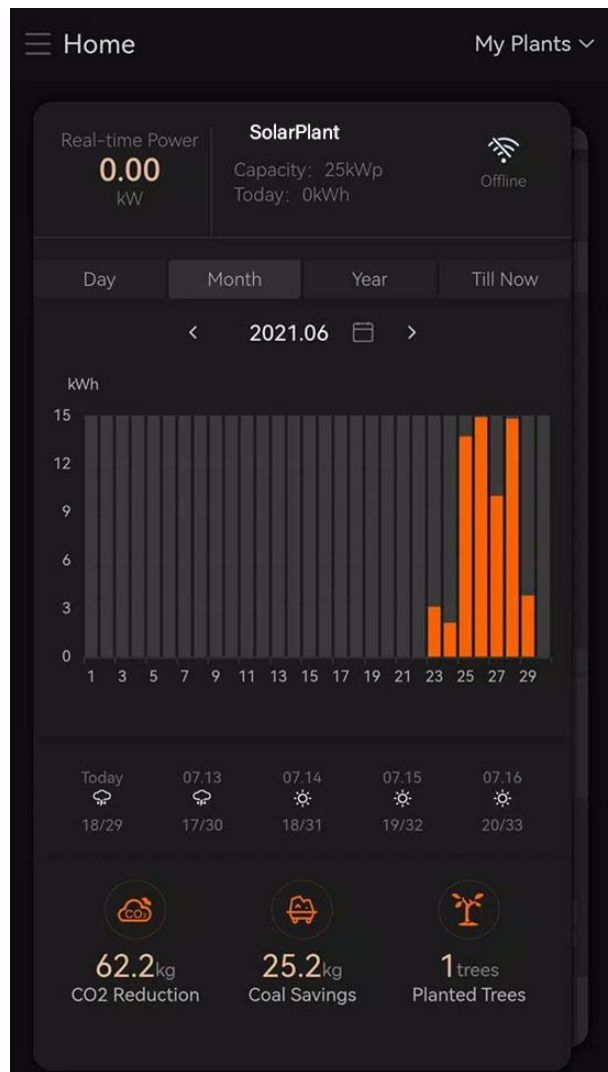 Home My Plants
Real-time Power
0.00
kW
SolarPlant
Capacity: 25kWp
Today: 0kWh
Offline
Day Month Year Till Now
2021.06
kWh
15
12
9
6
3
0
1 3 5 7 9 11 13 15 17 19 21 23 25 27 29
Today 07.13 07.14 07.15 07.16
18/29 17/30 18/31 19/32 20/33
CO₂
62.2kg 25.2kg 1trees
CO2 Reduction Coal Savings Planted Trees